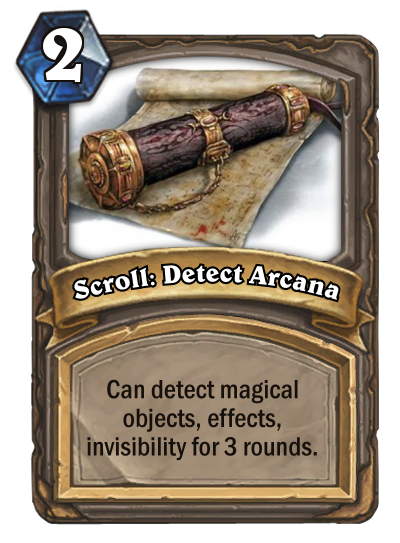 2
Scroll: Detect Arcana
Can detect magical
objects, effects,
invisibility for 3 rounds.